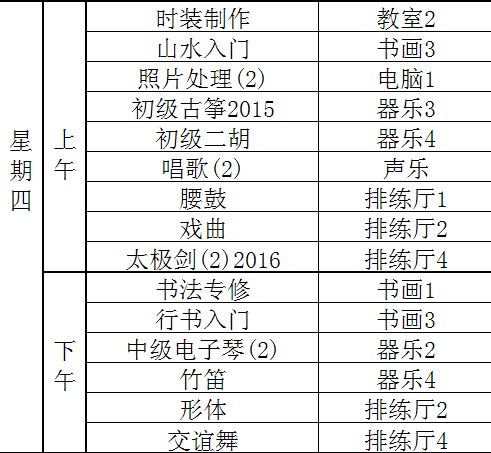 星期四
上午
时装制作 教室2
山水入门 书画3
照片处理(2) 电脑1
初级古筝2015 器乐3
初级二胡 器乐4
唱歌(2) 声乐
腰鼓 排练厅1
戏曲 排练厅2
太极剑(2)2016 排练厅4
下午
书法专修 书画1
行书入门 书画3
中级电子琴(2) 器乐2
竹笛 器乐4
形体 排练厅2
交谊舞 排练厅4